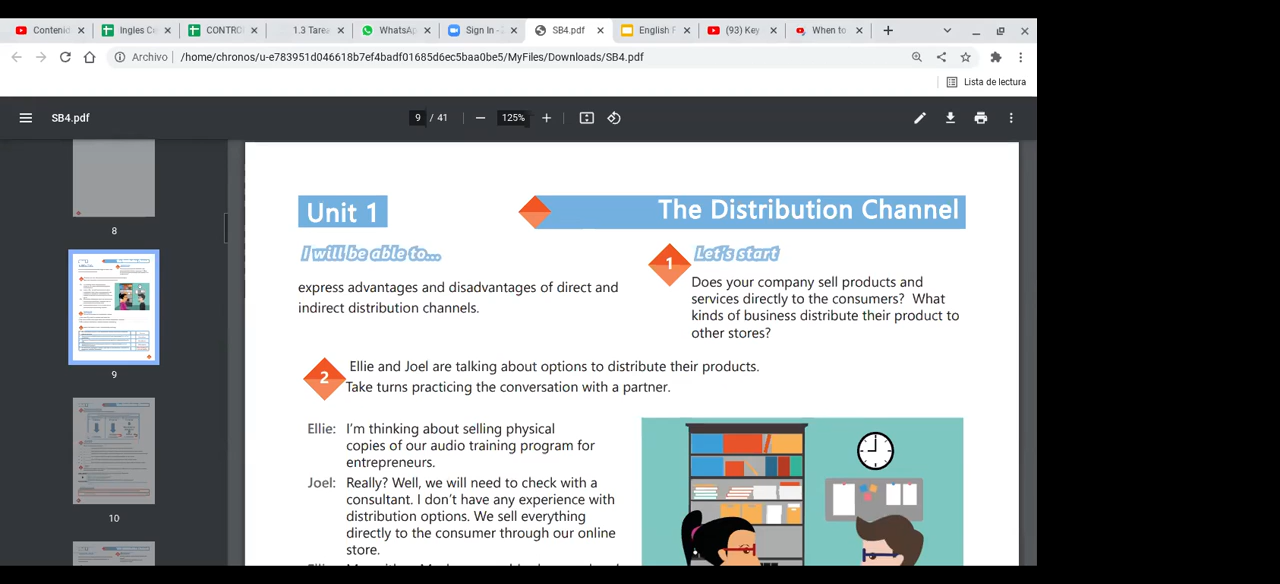 Contenid
Ingles Ce
CONTRO
1.3 Tarea
WhatsAp
Sign In -
SB4.pdf
English F
(93) Key
When to
Archivo
/home/chronos/u-e783951d046618b7ef4badf01685d6ec5baa0be5/MyFiles/Downloads/SB4.pdf
Lista de lectura
SB4.pdf
9 / 41
125%
8
9
10
Unit 1
The Distribution Channel
I will be able to...
express advantages and disadvantages of direct and
indirect distribution channels.
1
Let's start
Does your company sell products and
services directly to the consumers? What
kinds of business distribute their product to
other stores?
2
Ellie and Joel are talking about options to distribute their products.
Take turns practicing the conversation with a partner.
Ellie: I'm thinking about selling physical
copies of our audio training program for
entrepreneurs.
Joel: Really? Well, we will need to check with a
consultant. I don't have any experience with
distribution options. We sell everything
directly to the consumer through our online
store.